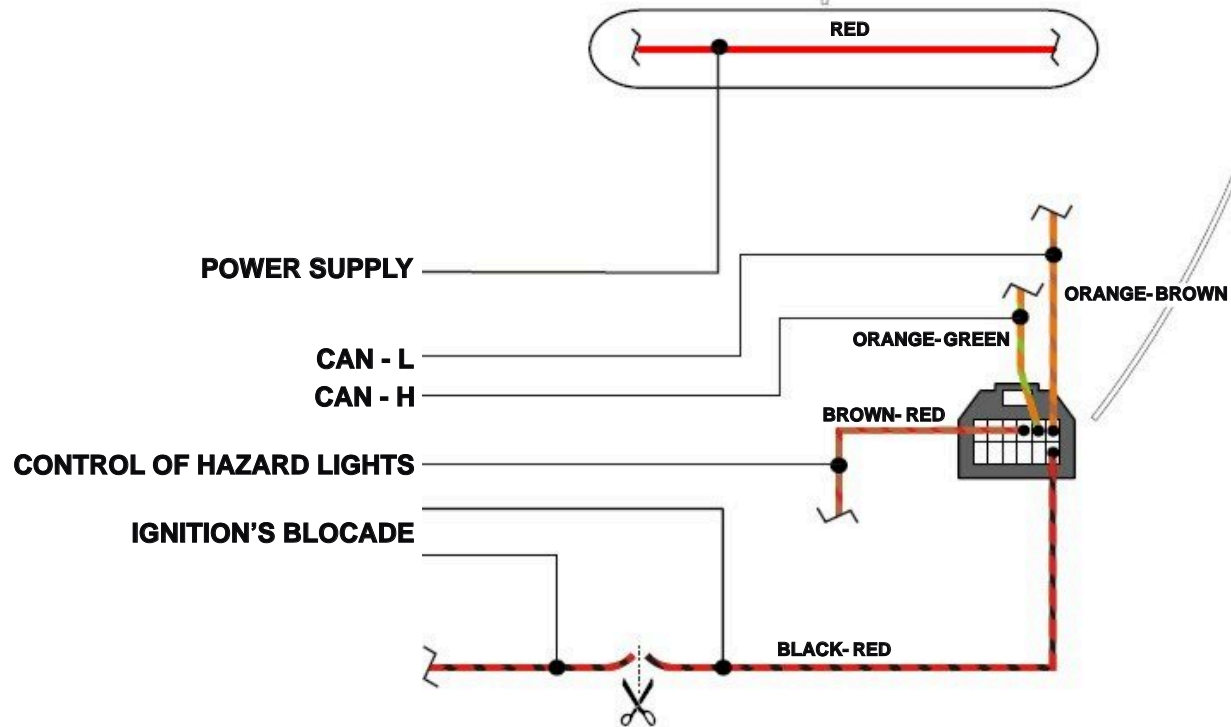 RED
POWER SUPPLY
ORANGE-BROWN
ORANGE-GREEN
CAN - L
CAN - H
BROWN-RED
CONTROL OF HAZARD LIGHTS
IGNITION'S BLOCADE
BLACK-RED